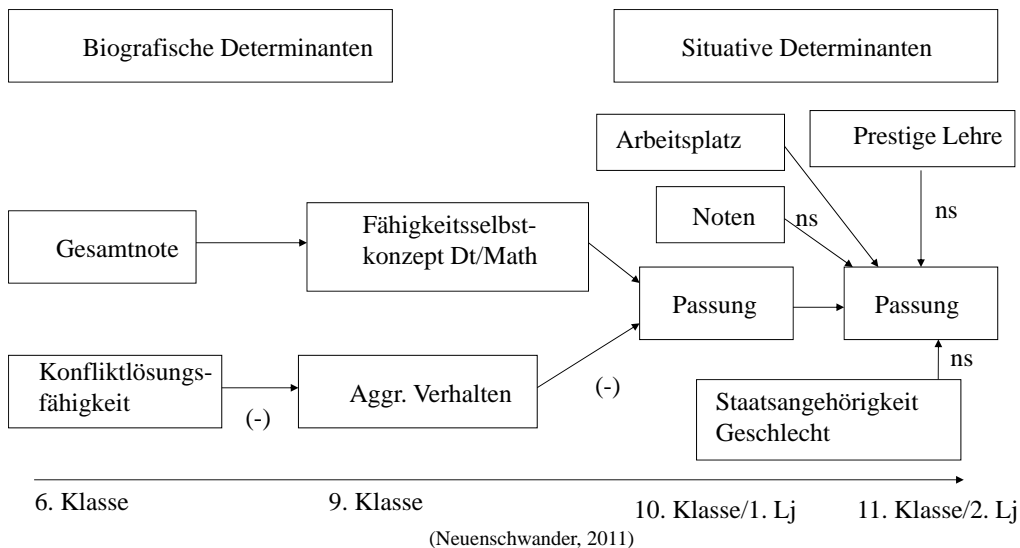 Biografische Determinanten
Situative Determinanten
Arbeitsplatz
Prestige Lehre
Noten
ns
ns
Gesamtnote
Fähigkeitsselbst-
konzept Dt/Math
Passung
Passung
Konfliktlösungs-
fähigkeit
(-)
Aggr. Verhalten
(-)
ns
Staatsangehörigkeit
Geschlecht
6. Klasse
9. Klasse
10. Klasse/1. Lj
11. Klasse/2. Lj
(Neuenschwander, 2011)